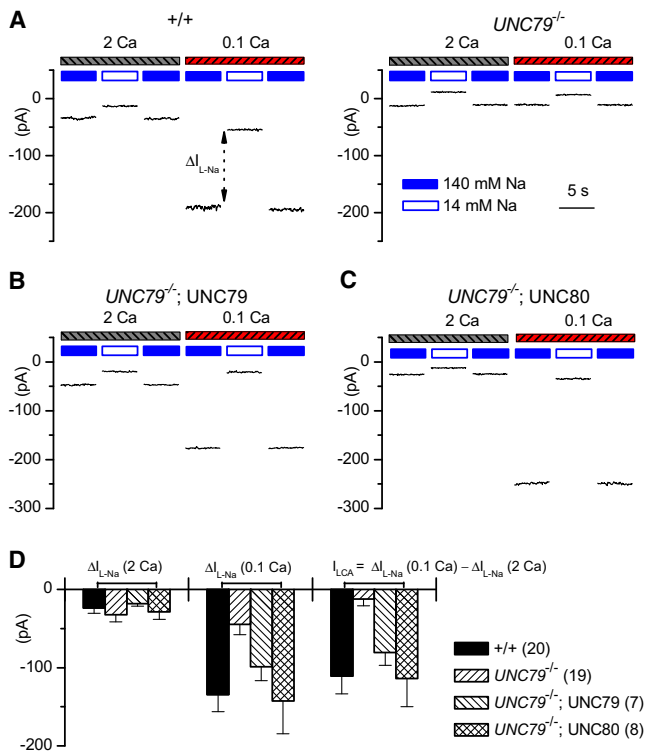 A
+/+
UNC79-/-
2 Ca
0.1 Ca
2 Ca
0.1 Ca
0
-100
-200
(pA)
ΔIL-Na
0
-100
-200
(pA)
140 mM Na
14 mM Na
5 s
B
UNC79-/-; UNC79
2 Ca
0.1 Ca
0
-100
-200
-300
(pA)
C
UNC79-/-; UNC80
2 Ca
0.1 Ca
0
-100
-200
-300
(pA)
D
ΔIL-Na (2 Ca)
ΔIL-Na (0.1 Ca)
ILCA = ΔIL-Na (0.1 Ca) – ΔIL-Na (2 Ca)
0
-100
-200
(pA)
+/+ (20)
UNC79-/- (19)
UNC79-/-; UNC79 (7)
UNC79-/-; UNC80 (8)